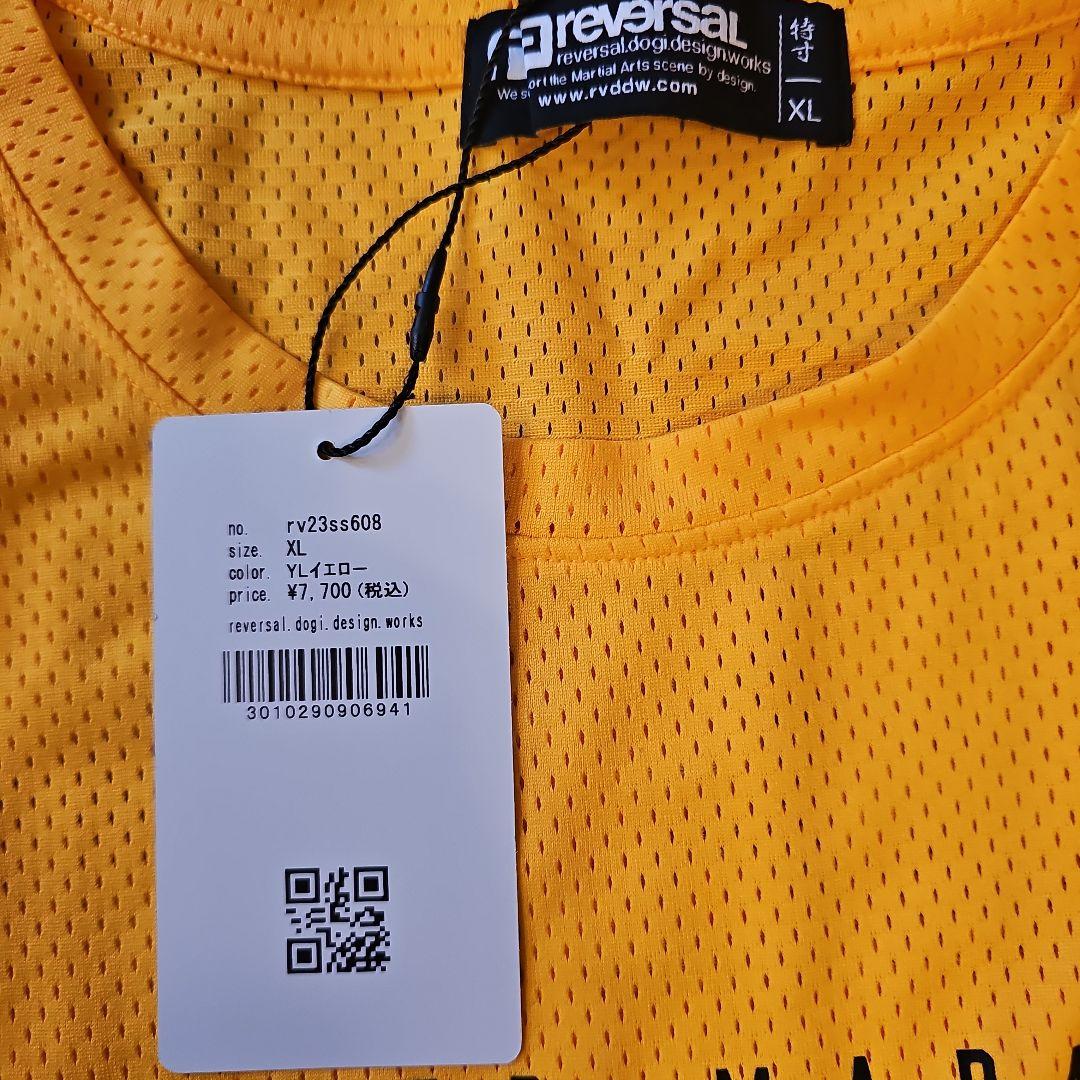 reversal
reversal.dogi.design.works
We ort the Martial Arts scene by design.
www.rvddw.com
特寸
XL
no. rv23ss608
size. XL
color. YLイエロー
price. ¥7,700(税込)
reversal.dogi.design.works
3010290906941